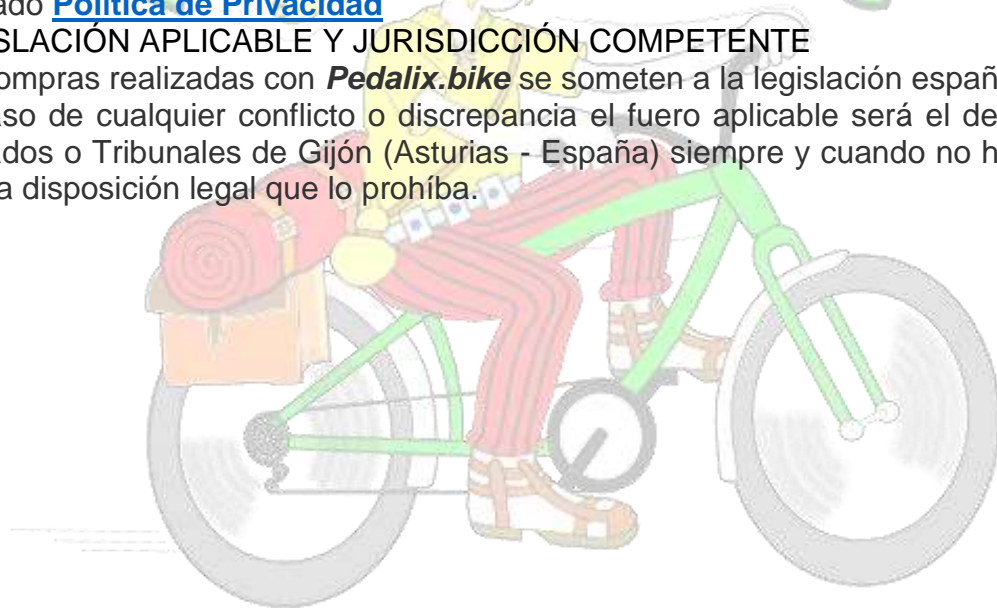 ado Política de Privacidad
SLACIÓN APLICABLE Y JURISDICCIÓN COMPETENTE
ompras realizadas con Pedalix.bike se someten a la legislación españ
aso de cualquier conflicto o discrepancia el fuero aplicable será el de
ados o Tribunales de Gijón (Asturias - España) siempre y cuando no h
a disposición legal que lo prohíba.